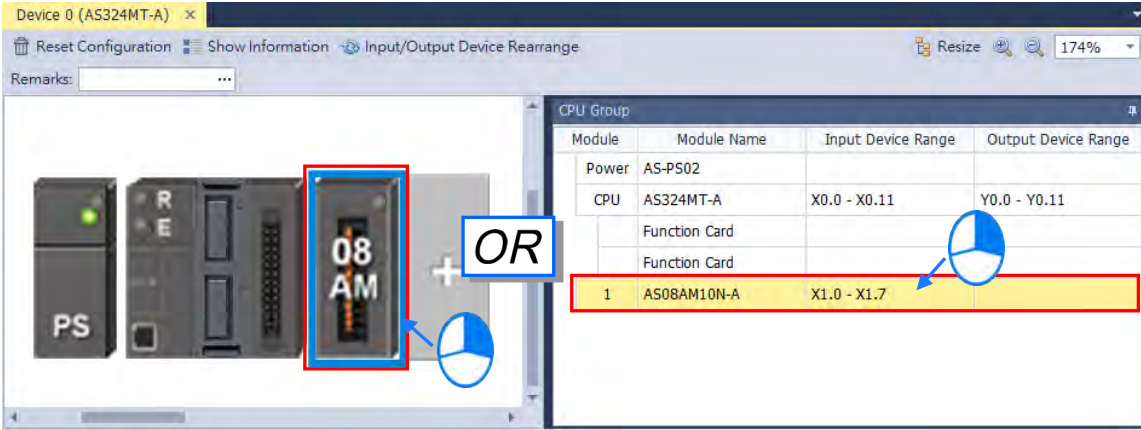 Device 0 (AS324MT-A) ×
Reset Configuration Show Information Input/Output Device Rearrange Resize 174%
Remarks: ...
CPU Group
Module Module Name Input Device Range Output Device Range
Power AS-PS02
CPU AS324MT-A X0.0 - X0.11 Y0.0 - Y0.11
Function Card
Function Card
1 AS08AM10N-A X1.0 - X1.7
PS
R
E
08
AM
+
OR